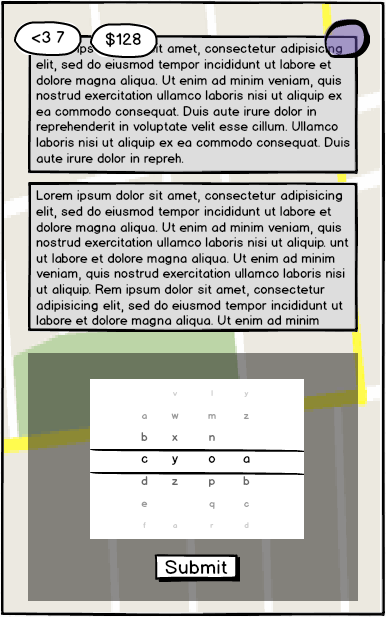 <3 7
$128
sit amet, consectetur adipisicing
elit, sed do eiusmod tempor incididunt ut labore et
dolore magna aliqua. Ut enim ad minim veniam, quis
nostrud exercitation ullamco laboris nisi ut aliquip ex
ea commodo consequat. Duis aute irure dolor in
reprehenderit in voluptate velit esse cillum. Ullamco
laboris nisi ut aliquip ex ea commodo consequat. Duis
aute irure dolor in repreh.
Lorem ipsum dolor sit amet, consectetur adipisicing
elit, sed do eiusmod tempor incididunt ut labore et
dolore magna aliqua. Ut enim ad minim veniam, quis
nostrud exercitation ullamco laboris nisi ut aliquip. unt
ut labore et dolore magna aliqua. Ut enim ad minim
veniam, quis nostrud exercitation ullamco laboris nisi
ut aliquip. Rem ipsum dolor sit amet, consectetur
adipisicing elit, sed do eiusmod tempor incididunt ut
labore et dolore magna aliqua. Ut enim ad minim
v l y
a w m z
b x n
c y o a
d z p b
e q c
f a r d
Submit